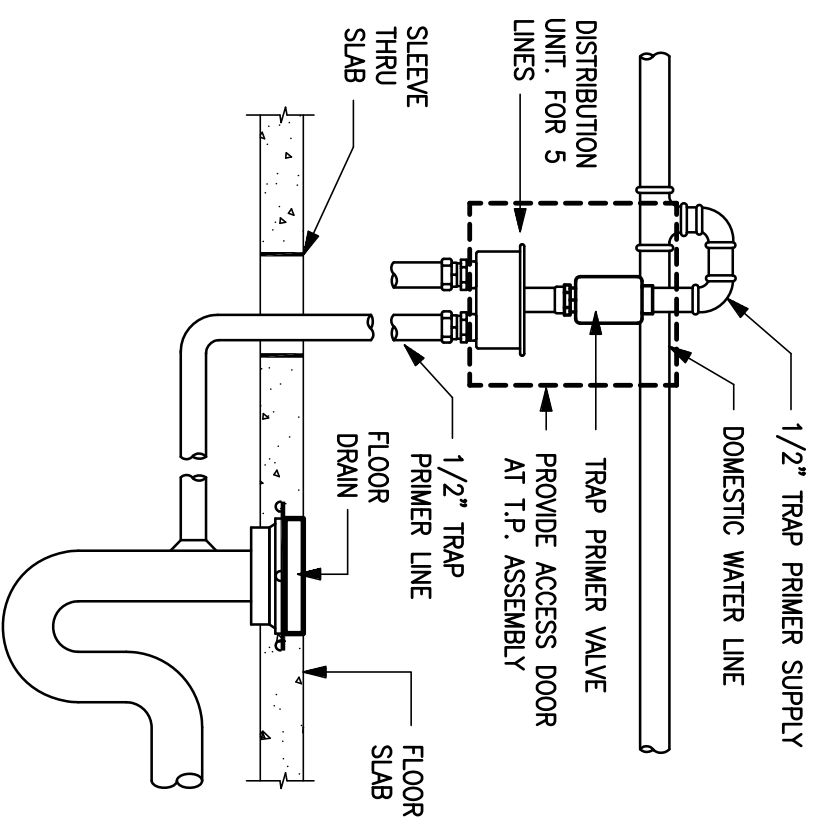 1/2" TRAP PRIMER SUPPLY
DOMESTIC WATER LINE
DISTRIBUTION
UNIT. FOR 5
LINES
TRAP PRIMER VALVE
PROVIDE ACCESS DOOR
AT T.P. ASSEMBLY
1/2" TRAP
PRIMER LINE
SLEEVE
THRU
SLAB
FLOOR
DRAIN
FLOOR
SLAB